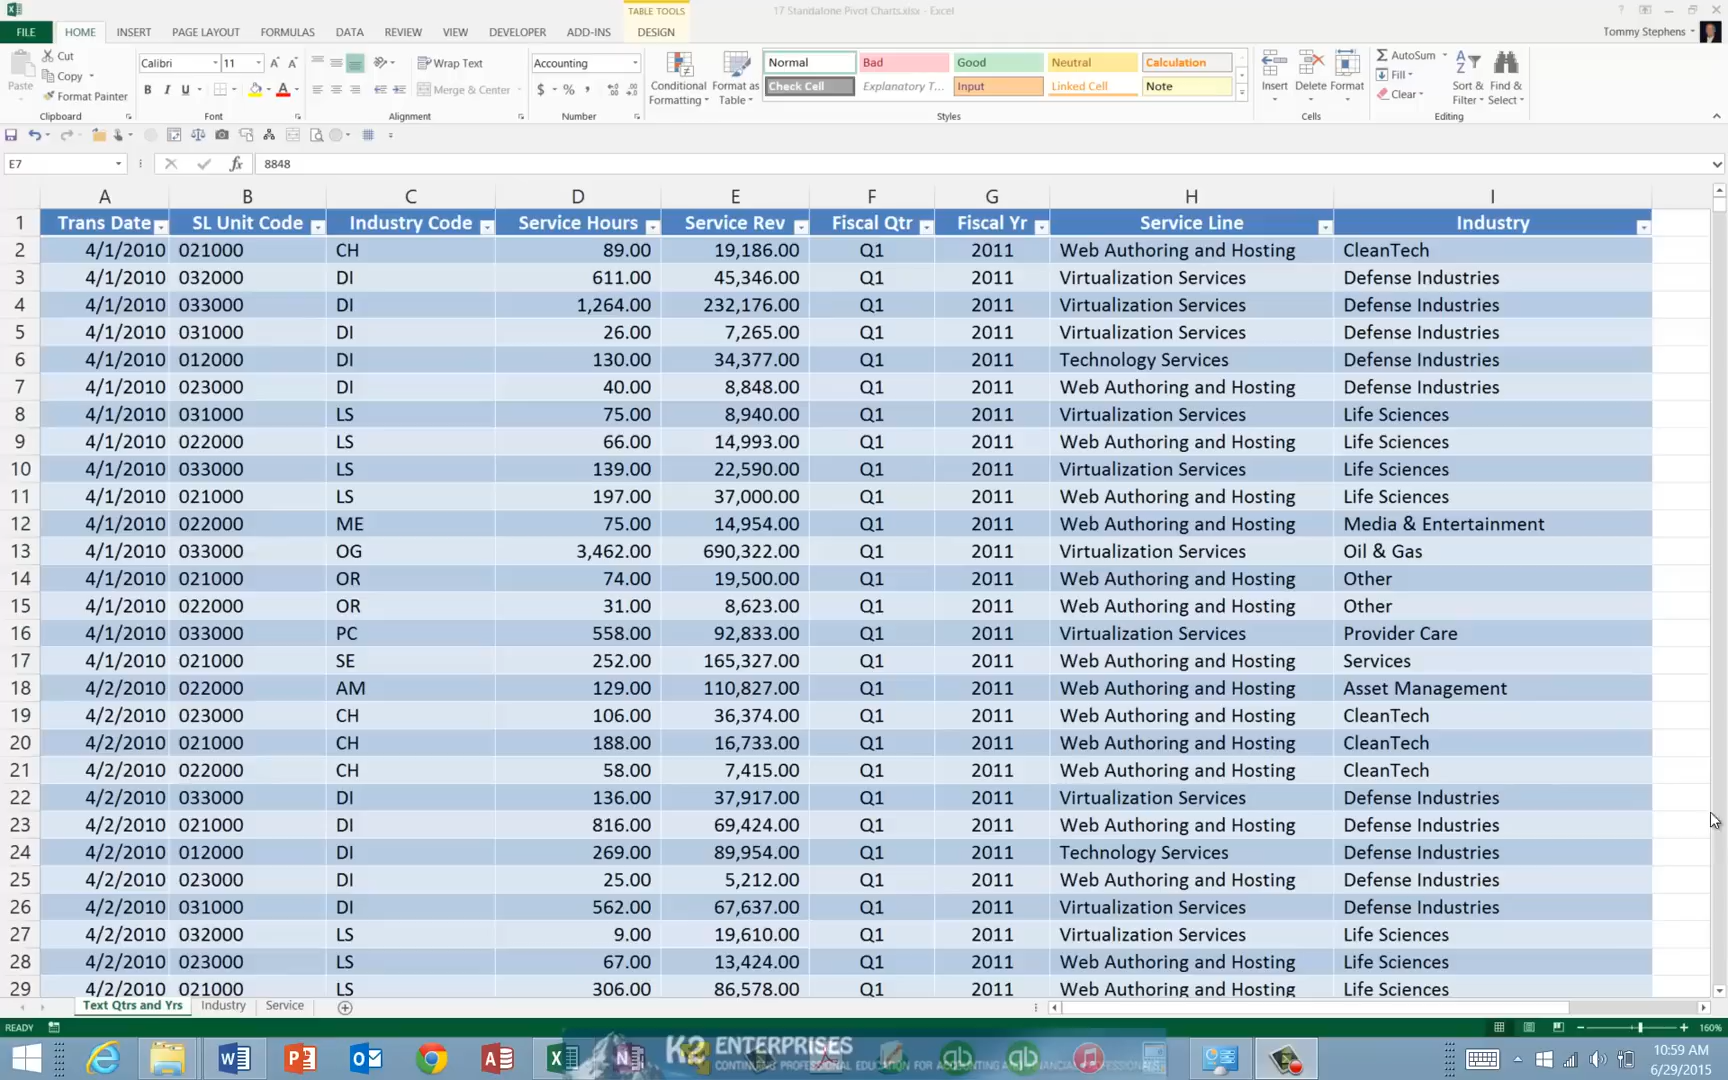 TABLE TOOLS
17 Standalone Pivot Charts.xlsx - Excel
FILE HOME INSERT PAGE LAYOUT FORMULAS DATA REVIEW VIEW DEVELOPER ADD-INS DESIGN Tommy Stephens
Cut
Copy
Format Painter
Paste
Clipboard
Calibri 11
B I U
Font
Wrap Text
Merge & Center
Alignment
Accounting
$ % ,
Number
Conditional Formatting
Format as Table
Normal Bad Good Neutral Calculation
Check Cell Explanatory T... Input Linked Cell Note
Styles
Insert Delete Format
Cells
AutoSum
Fill
Clear
Sort & Filter
Find & Select
Editing
E7 fx 8848
A B C D E F G H I
1 Trans Date SL Unit Code Industry Code Service Hours Service Rev Fiscal Qtr Fiscal Yr Service Line Industry
2 4/1/2010 021000 CH 89.00 19,186.00 Q1 2011 Web Authoring and Hosting CleanTech
3 4/1/2010 032000 DI 611.00 45,346.00 Q1 2011 Virtualization Services Defense Industries
4 4/1/2010 033000 DI 1,264.00 232,176.00 Q1 2011 Virtualization Services Defense Industries
5 4/1/2010 031000 DI 26.00 7,265.00 Q1 2011 Virtualization Services Defense Industries
6 4/1/2010 012000 DI 130.00 34,377.00 Q1 2011 Technology Services Defense Industries
7 4/1/2010 023000 DI 40.00 8,848.00 Q1 2011 Web Authoring and Hosting Defense Industries
8 4/1/2010 031000 LS 75.00 8,940.00 Q1 2011 Virtualization Services Life Sciences
9 4/1/2010 022000 LS 66.00 14,993.00 Q1 2011 Web Authoring and Hosting Life Sciences
10 4/1/2010 033000 LS 139.00 22,590.00 Q1 2011 Virtualization Services Life Sciences
11 4/1/2010 021000 LS 197.00 37,000.00 Q1 2011 Web Authoring and Hosting Life Sciences
12 4/1/2010 022000 ME 75.00 14,954.00 Q1 2011 Web Authoring and Hosting Media & Entertainment
13 4/1/2010 033000 OG 3,462.00 690,322.00 Q1 2011 Virtualization Services Oil & Gas
14 4/1/2010 021000 OR 74.00 19,500.00 Q1 2011 Web Authoring and Hosting Other
15 4/1/2010 022000 OR 31.00 8,623.00 Q1 2011 Web Authoring and Hosting Other
16 4/1/2010 033000 PC 558.00 92,833.00 Q1 2011 Virtualization Services Provider Care
17 4/1/2010 021000 SE 252.00 165,327.00 Q1 2011 Web Authoring and Hosting Services
18 4/2/2010 022000 AM 129.00 110,827.00 Q1 2011 Web Authoring and Hosting Asset Management
19 4/2/2010 023000 CH 106.00 36,374.00 Q1 2011 Web Authoring and Hosting CleanTech
20 4/2/2010 021000 CH 188.00 16,733.00 Q1 2011 Web Authoring and Hosting CleanTech
21 4/2/2010 022000 CH 58.00 7,415.00 Q1 2011 Web Authoring and Hosting CleanTech
22 4/2/2010 033000 DI 136.00 37,917.00 Q1 2011 Virtualization Services Defense Industries
23 4/2/2010 021000 DI 816.00 69,424.00 Q1 2011 Web Authoring and Hosting Defense Industries
24 4/2/2010 012000 DI 269.00 89,954.00 Q1 2011 Technology Services Defense Industries
25 4/2/2010 023000 DI 25.00 5,212.00 Q1 2011 Web Authoring and Hosting Defense Industries
26 4/2/2010 031000 DI 562.00 67,637.00 Q1 2011 Virtualization Services Defense Industries
27 4/2/2010 032000 LS 9.00 19,610.00 Q1 2011 Virtualization Services Life Sciences
28 4/2/2010 023000 LS 67.00 13,424.00 Q1 2011 Web Authoring and Hosting Life Sciences
29 4/2/2010 021000 LS 306.00 86,578.00 Q1 2011 Web Authoring and Hosting Life Sciences
Text Qtrs and Yrs Industry Service
READY 160%
K2 ENTERPRISES
CONTINUING PROFESSIONAL EDUCATION FOR ACCOUNTING
10:59 AM
6/29/2015